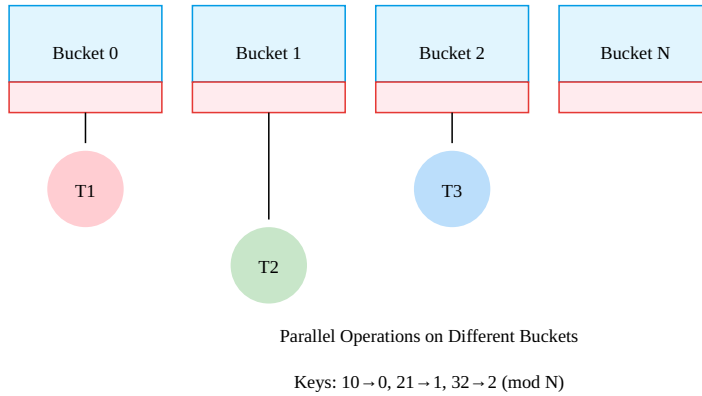 Bucket 0
Bucket 1
Bucket 2
Bucket N
T1
T3
T2
Parallel Operations on Different Buckets
Keys: 10→0, 21→1, 32→2 (mod N)